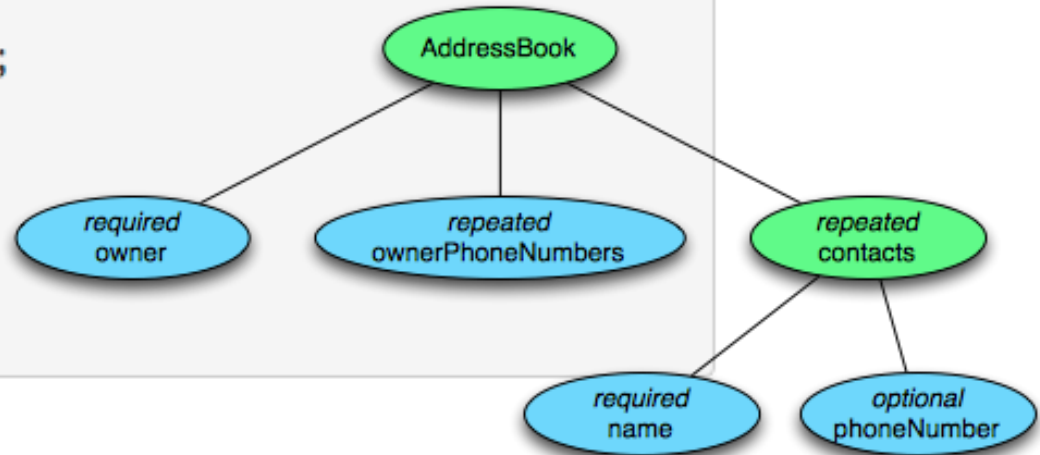 ;
AddressBook
required
owner
repeated
ownerPhoneNumbers
repeated
contacts
required
name
optional
phoneNumber